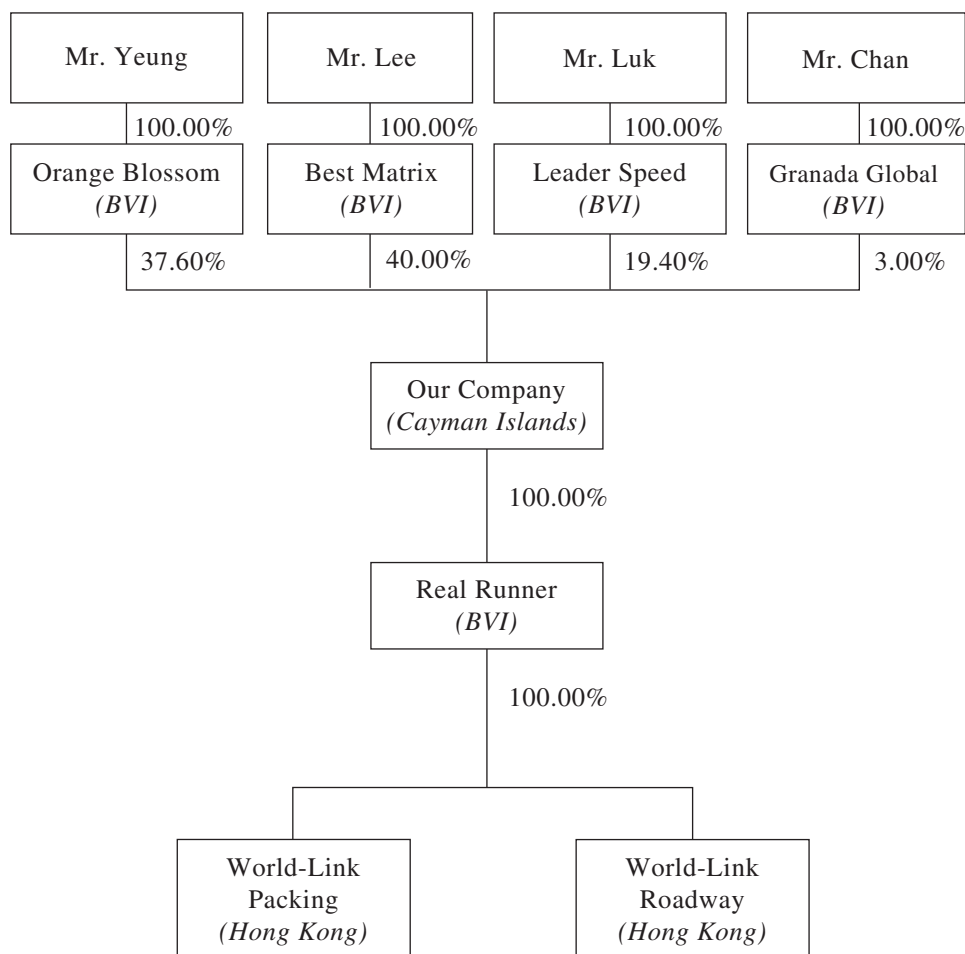 Mr. Yeung
Mr. Lee
Mr. Luk
Mr. Chan
100.00%
100.00%
100.00%
100.00%
Orange Blossom
(BVI)
Best Matrix
(BVI)
Leader Speed
(BVI)
Granada Global
(BVI)
37.60%
40.00%
19.40%
3.00%
Our Company
(Cayman Islands)
100.00%
Real Runner
(BVI)
100.00%
World-Link
Packing
(Hong Kong)
World-Link
Roadway
(Hong Kong)